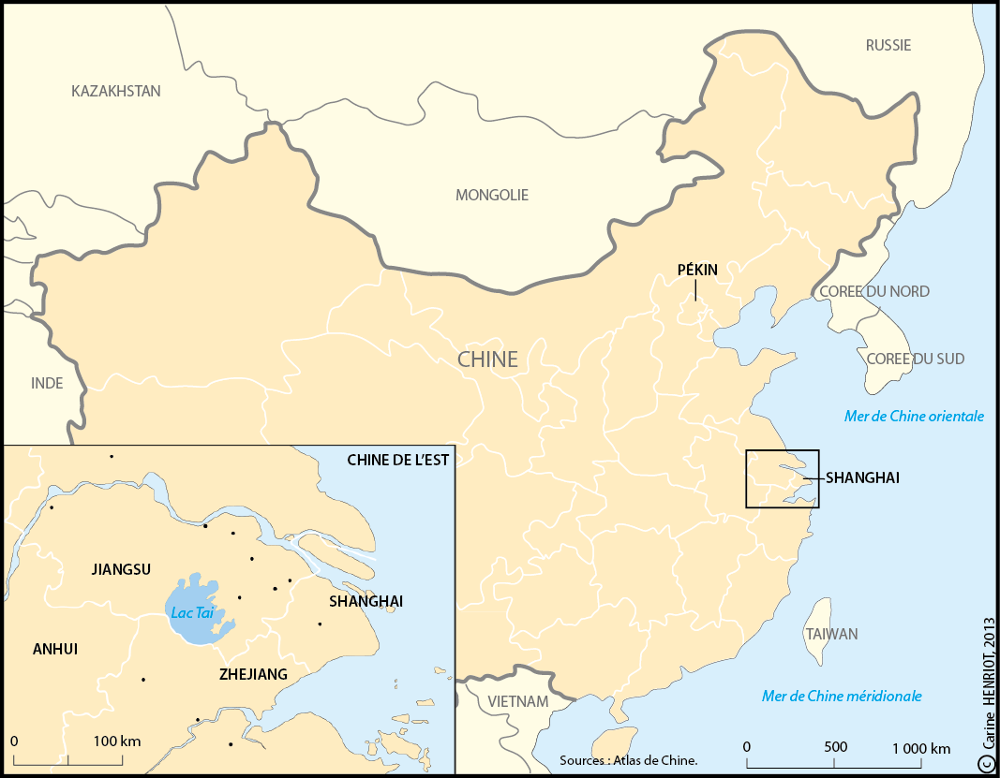 RUSSIE
KAZAKHSTAN
MONGOLIE
PÉKIN
COREE DU NORD
CHINE
COREE DU SUD
INDE
Mer de Chine orientale
CHINE DE L'EST
SHANGHAI
JIANGSU
SHANGHAI
Lac Tai
ANHUI
ZHEJIANG
TAIWAN
VIETNAM
Mer de Chine méridionale
0 100 km
0 500 1 000 km
Sources : Atlas de Chine.
© Carine HENRIOT, 2013